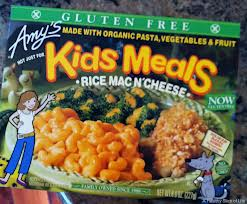 GLUTEN FREE
Amy's
MADE WITH ORGANIC PASTA, VEGETABLES & FRUIT
NOT JUST FOR
Kids Meals
RICE MAC N' CHEESE
NOW
FAMILY OWNED SINCE